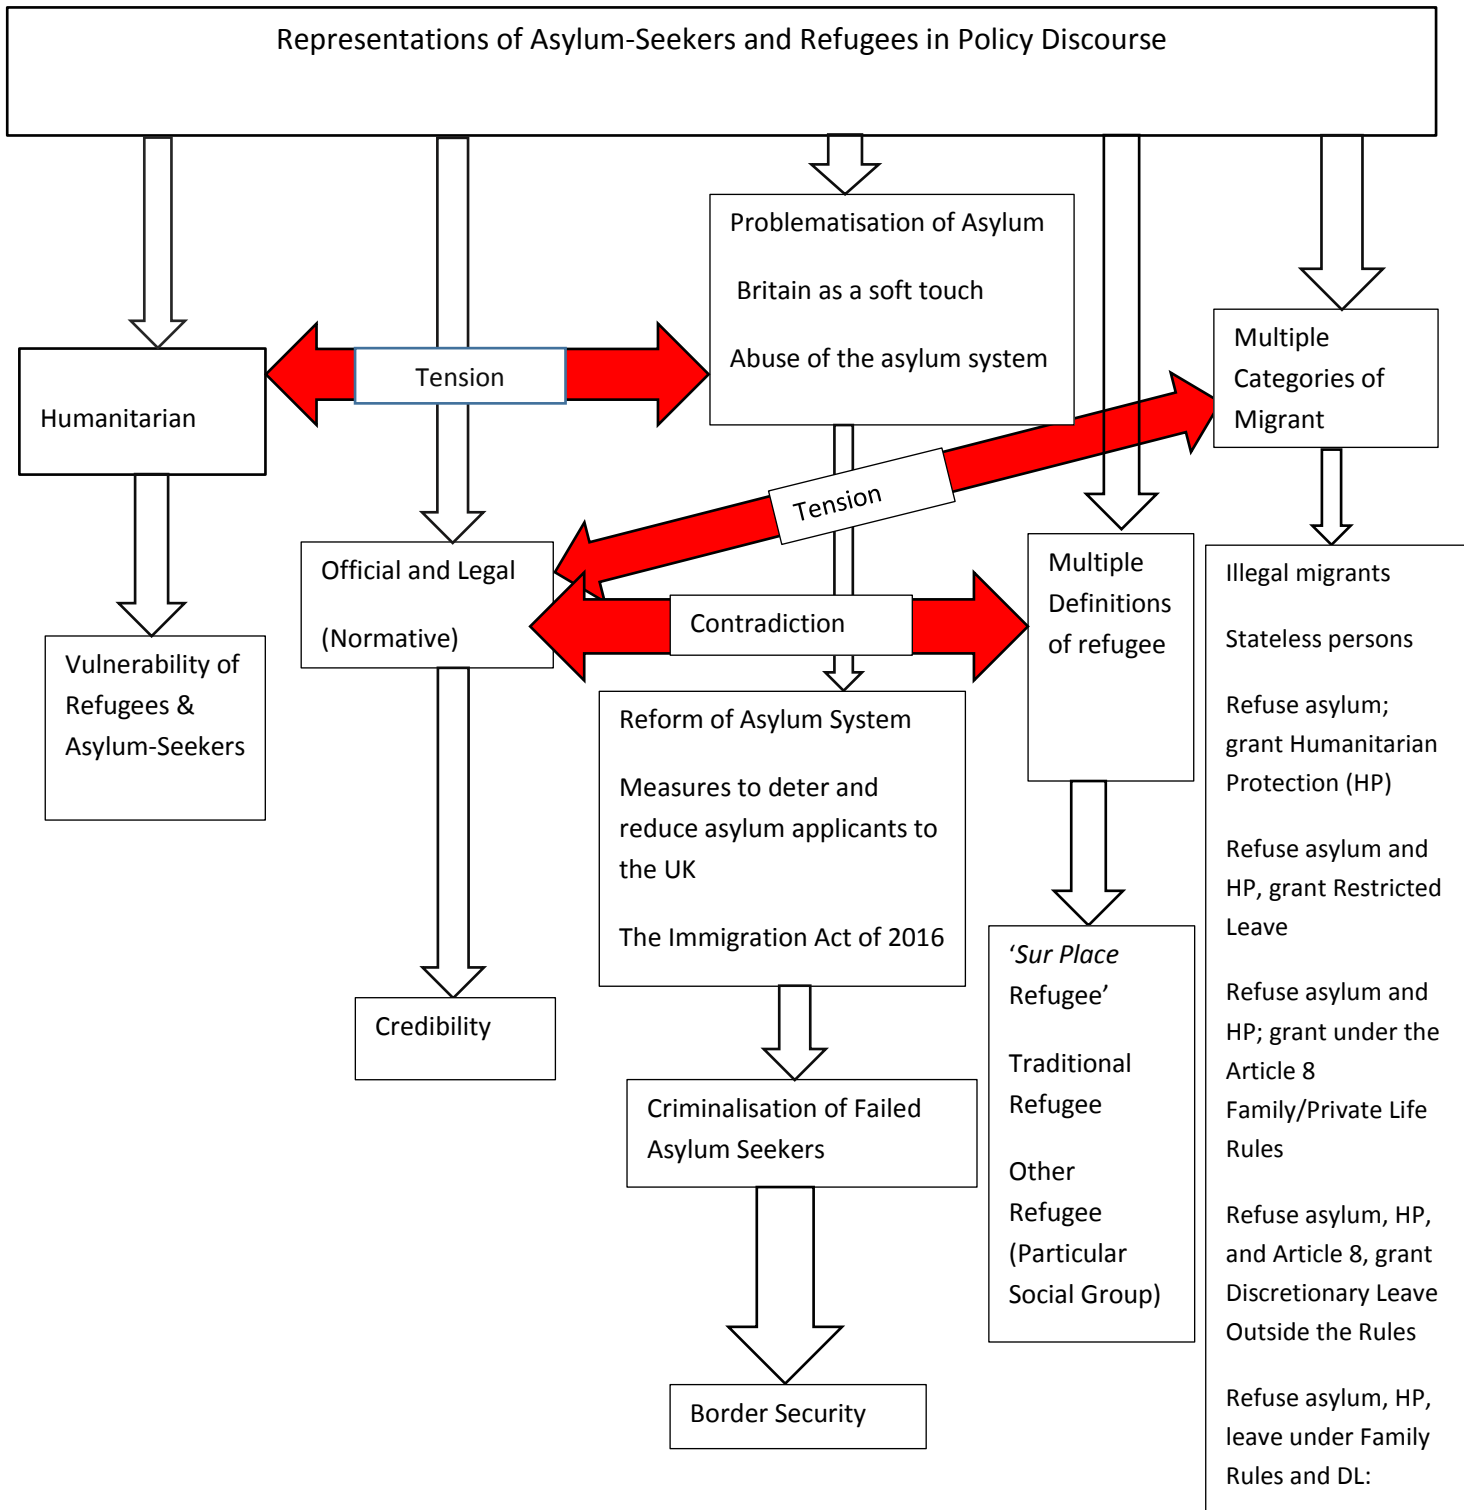 Representations of Asylum-Seekers and Refugees in Policy Discourse
Problematisation of Asylum
Britain as a soft touch
Abuse of the asylum system
Multiple
Categories of
Migrant
Humanitarian
Tension
Tension
Official and Legal
(Normative)
Contradiction
Multiple
Definitions
of refugee
Vulnerability of
Refugees &
Asylum-Seekers
Reform of Asylum System
Measures to deter and
reduce asylum applicants to
the UK
The Immigration Act of 2016
Credibility
Criminalisation of Failed
Asylum Seekers
Border Security
‘Sur Place
Refugee’
Traditional
Refugee
Other
Refugee
(Particular
Social Group)
Illegal migrants
Stateless persons
Refuse asylum;
grant Humanitarian
Protection (HP)
Refuse asylum and
HP, grant Restricted
Leave
Refuse asylum and
HP; grant under the
Article 8
Family/Private Life
Rules
Refuse asylum, HP,
and Article 8, grant
Discretionary Leave
Outside the Rules
Refuse asylum, HP,
leave under Family
Rules and DL: